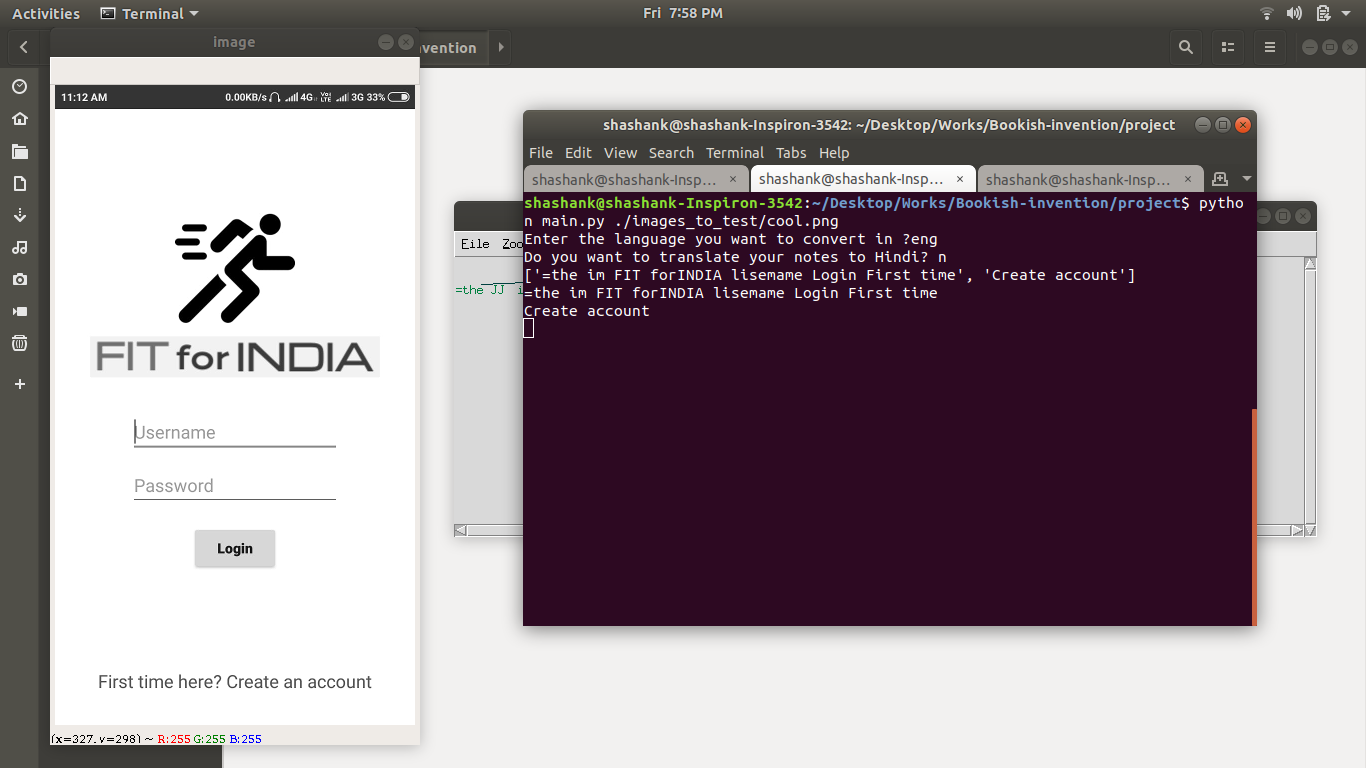 Activities Terminal Fri 7:58 PM
image
nvention
11:12 AM 0.00KB/s 4G VoLTE 3G 33%
FIT for INDIA
Username
Password
Login
First time here? Create an account
(x=327, y=298) ~ R:255 G:255 B:255
File Zoo
=the JJ i
shashank@shashank-Inspiron-3542: ~/Desktop/Works/Bookish-invention/project
File Edit View Search Terminal Tabs Help
shashank@shashank-Insp... × shashank@shashank-Insp... × shashank@shashank-Insp... ×
shashank@shashank-Inspiron-3542:~/Desktop/Works/Bookish-invention/project$ pytho
n main.py ./images_to_test/cool.png
Enter the language you want to convert in ?eng
Do you want to translate your notes to Hindi? n
['=the im FIT forINDIA lisemame Login First time', 'Create account']
=the im FIT forINDIA lisemame Login First time
Create account